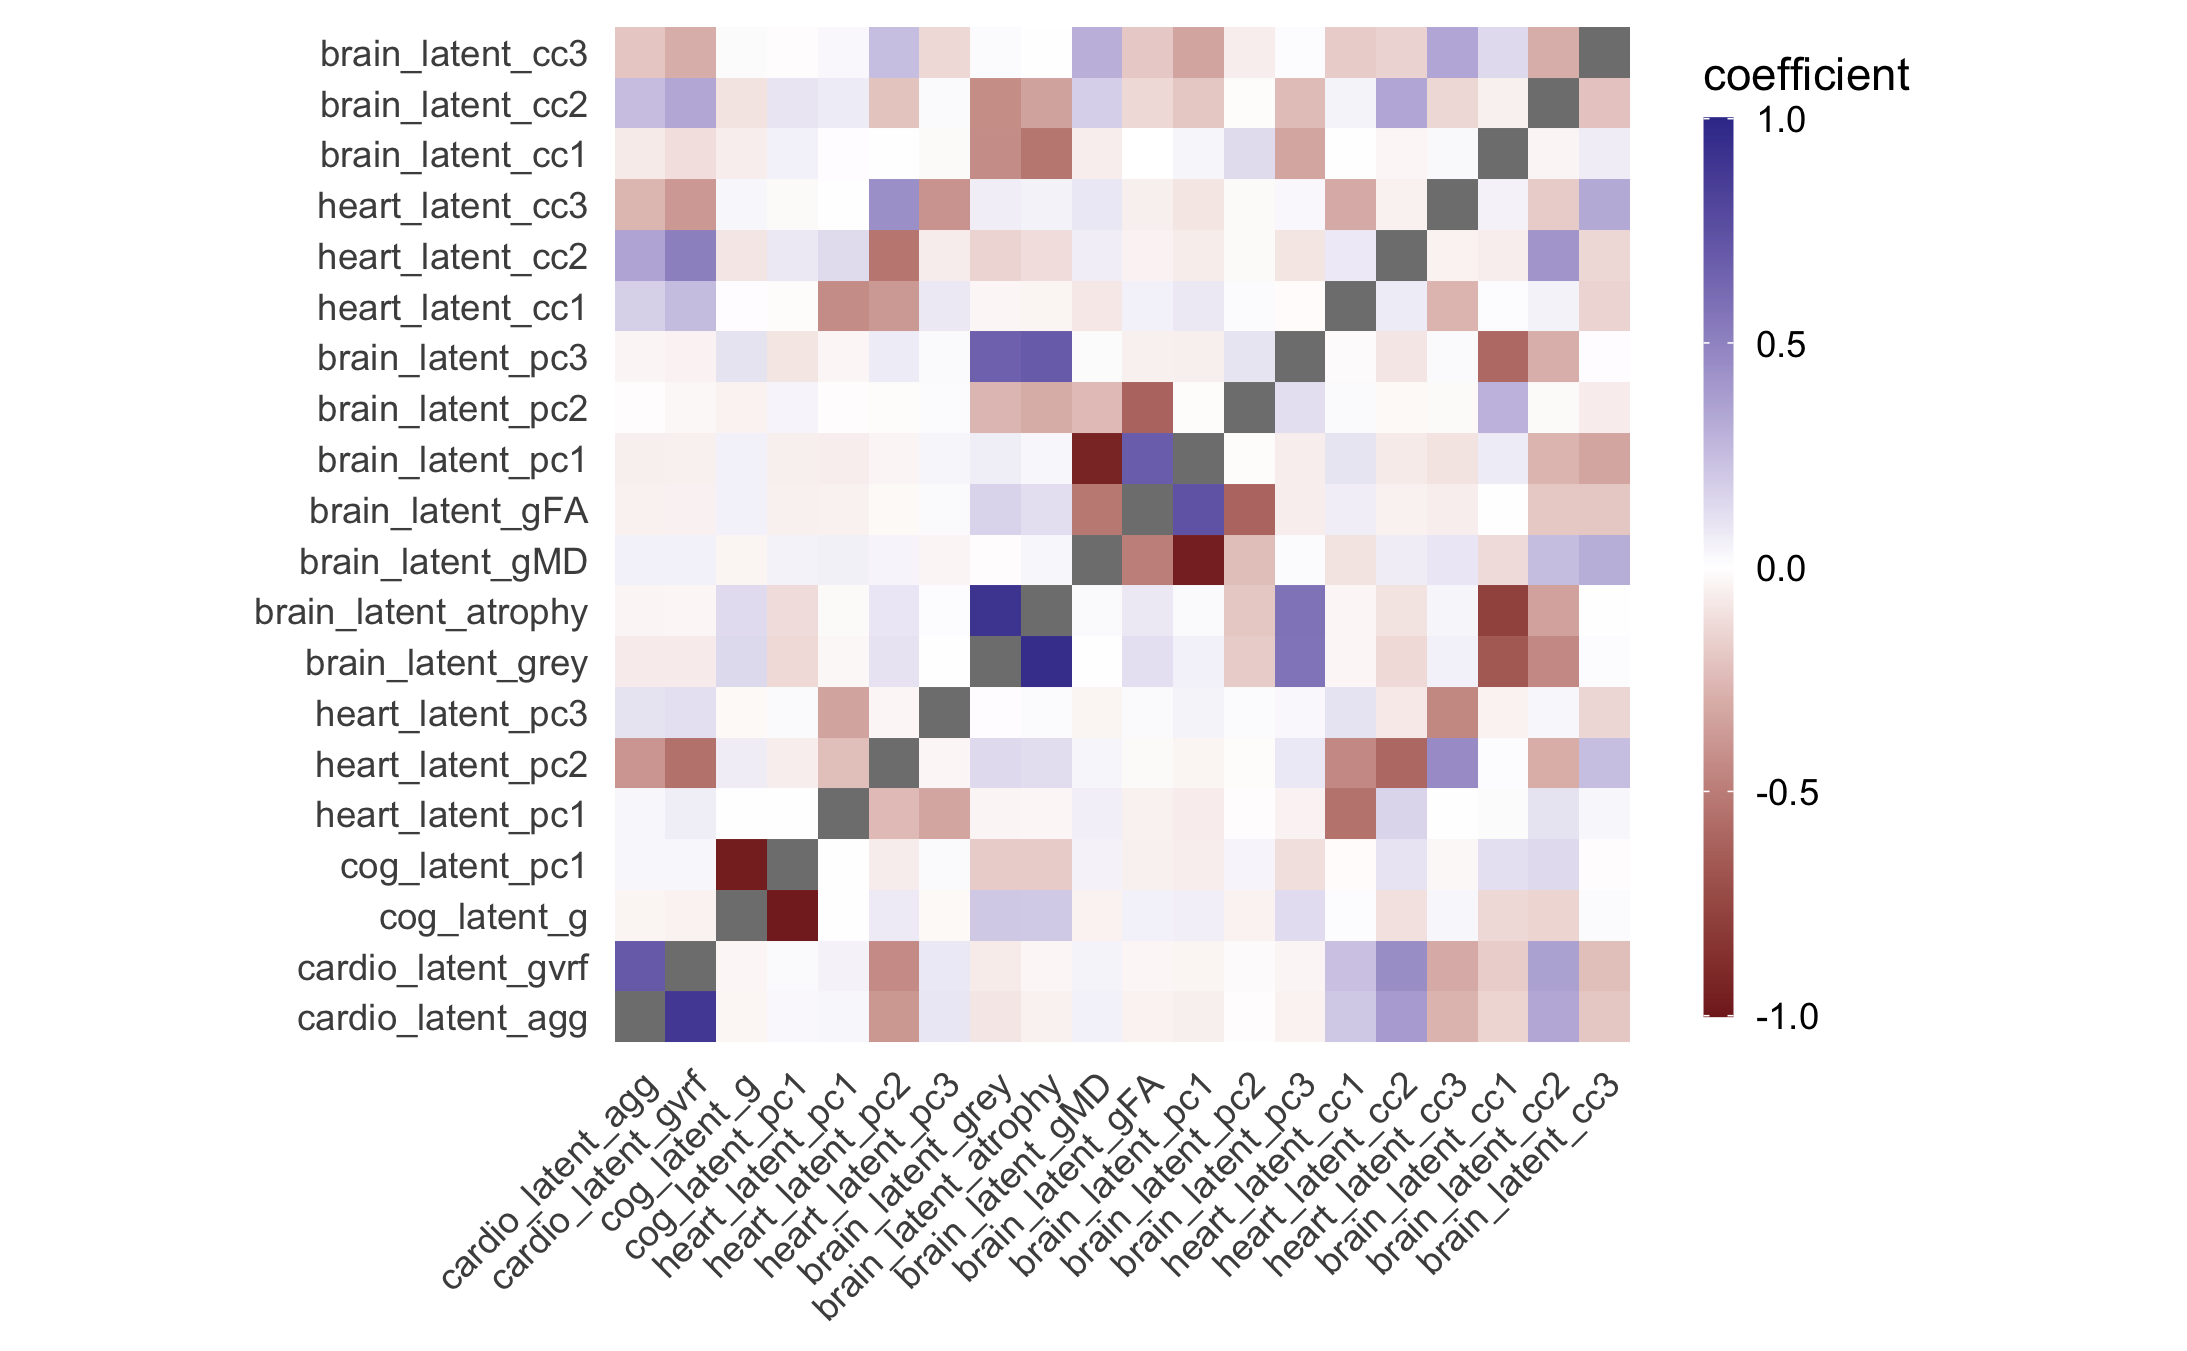 brain_latent_cc3
brain_latent_cc2
brain_latent_cc1
heart_latent_cc3
heart_latent_cc2
heart_latent_cc1
brain_latent_pc3
brain_latent_pc2
brain_latent_pc1
brain_latent_gFA
brain_latent_gMD
brain_latent_atrophy
brain_latent_grey
heart_latent_pc3
heart_latent_pc2
heart_latent_pc1
cog_latent_pc1
cog_latent_g
cardio_latent_gvrf
cardio_latent_agg
cardio_latent_agg
cardio_latent_gvrf
cog_latent_g
cog_latent_pc1
heart_latent_pc1
heart_latent_pc2
heart_latent_pc3
brain_latent_grey
brain_latent_atrophy
brain_latent_gMD
brain_latent_gFA
brain_latent_pc1
brain_latent_pc2
brain_latent_pc3
heart_latent_cc1
heart_latent_cc2
heart_latent_cc3
brain_latent_cc1
brain_latent_cc2
brain_latent_cc3
coefficient
1.0
0.5
0.0
-0.5
-1.0